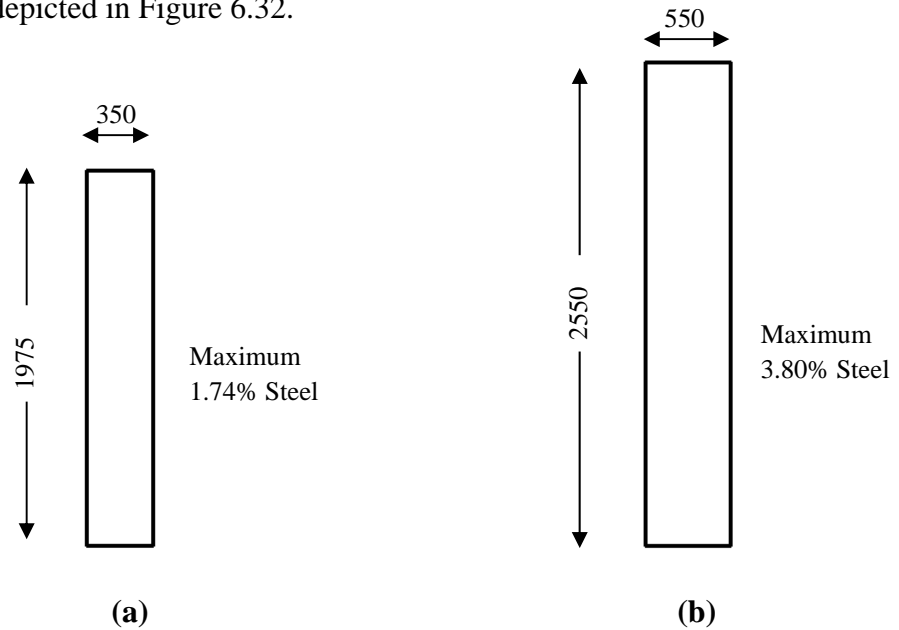 depicted in Figure 6.32.
350
1975
Maximum
1.74% Steel
(a)
550
2550
Maximum
3.80% Steel
(b)